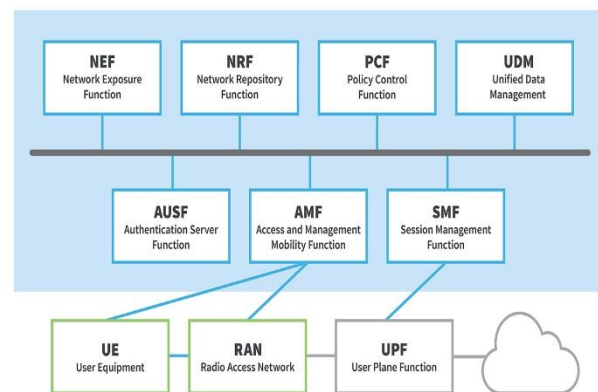 NEF
Network Exposure
Function
NRF
Network Repository
Function
PCF
Policy Control
Function
UDM
Unified Data
Management
AUSF
Authentication Server
Function
AMF
Access and Management
Mobility Function
SMF
Session Management
Function
UE
User Equipment
RAN
Radio Access Network
UPF
User Plane Function